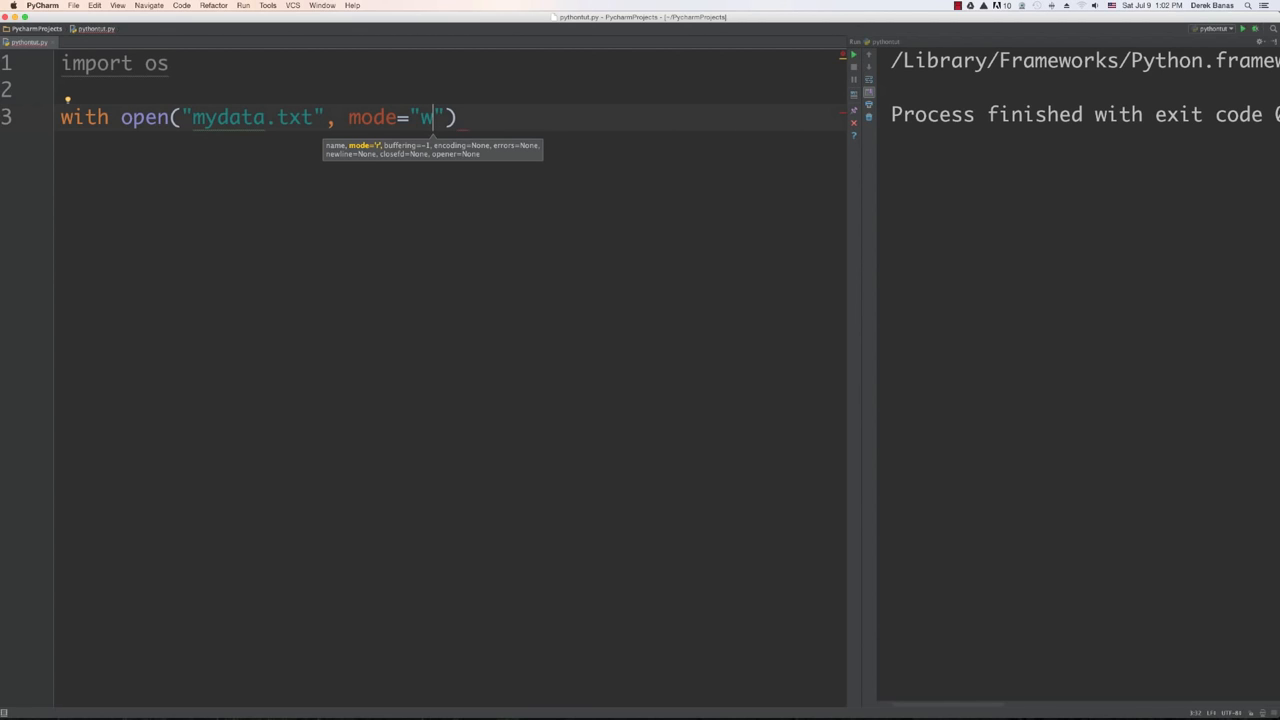 PyCharm File Edit View Navigate Code Refactor Run Tools VCS Window Help 10 Sat Jul 9 1:02 PM Derek Banas
pythontut.py - PycharmProjects - [~/PycharmProjects]
PycharmProjects pythontut.py pythontut
pythontut.py Run pythontut
1 import os
2
3 with open("mydata.txt", mode="w")
name, mode='r', buffering=-1, encoding=None, errors=None,
newline=None, closefd=None, opener=None
/Library/Frameworks/Python.framew
Process finished with exit code 0
3:32 LF÷ UTF-8÷